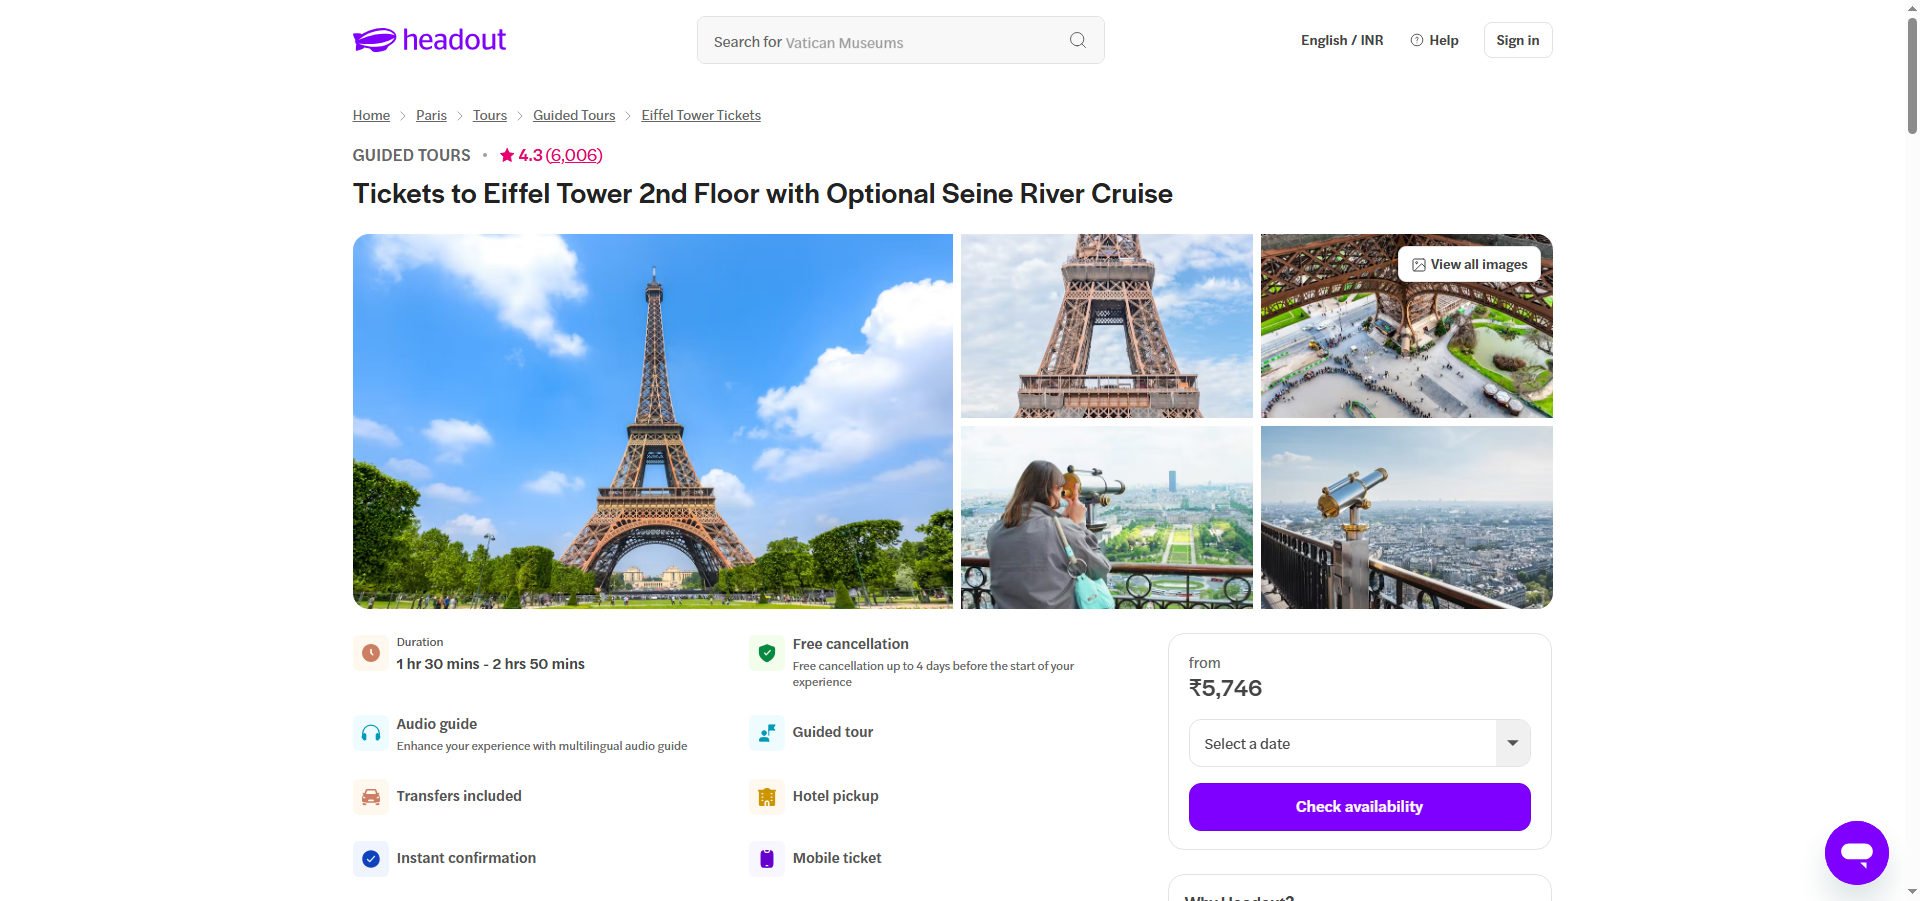 headout
Search for Vatican Museums
English / INR
Help
Sign in
Home
Paris
Tours
Guided Tours
Eiffel Tower Tickets
GUIDED TOURS • 4.3 (6,006)
Tickets to Eiffel Tower 2nd Floor with Optional Seine River Cruise
View all images
Duration
1 hr 30 mins - 2 hrs 50 mins
Free cancellation
Free cancellation up to 4 days before the start of your
experience
Audio guide
Enhance your experience with multilingual audio guide
Guided tour
Transfers included
Hotel pickup
Instant confirmation
Mobile ticket
from
₹5,746
Select a date
Check availability
Why Headout?